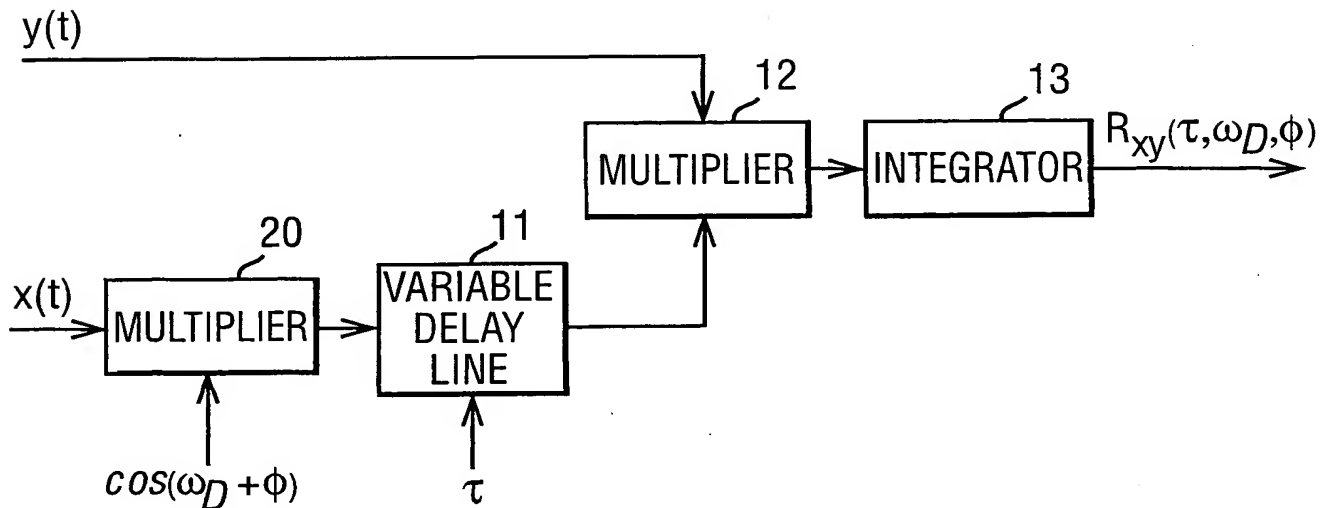 y(t)
12
MULTIPLIER
13
INTEGRATOR
R_xy(τ,ω_D,ϕ)
20
x(t)
MULTIPLIER
11
VARIABLE
DELAY
LINE
cos(ω_D+ϕ)
τ